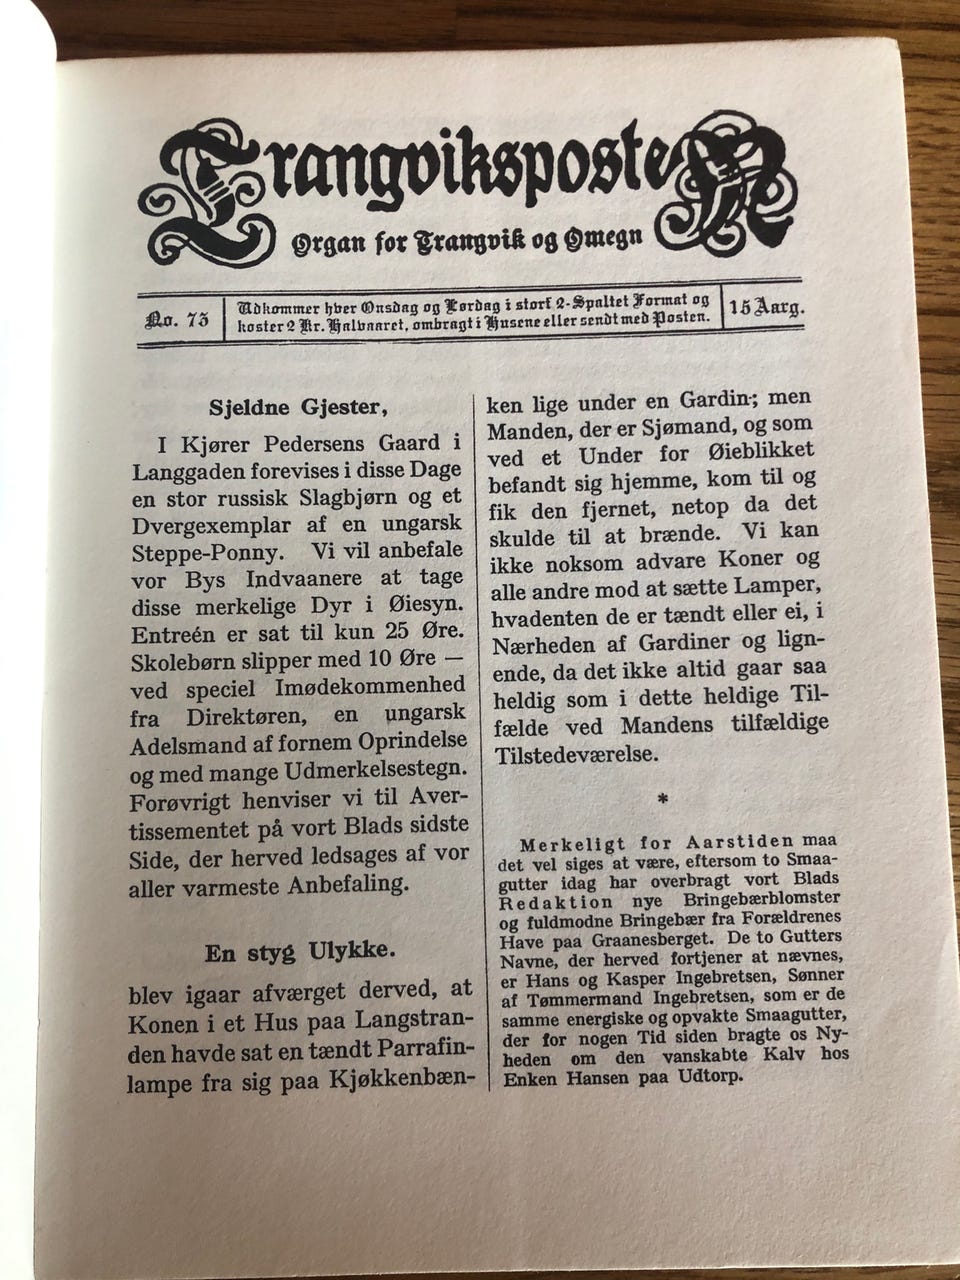 Trangviksposten
Organ for Trangvik og Omegn
No. 73
Udkommer hver Onsdag og Lørdag i stort 2-Spaltet Format og
koster 2 Kr. Halvaaret, ombragt i Husene eller sendt med Posten.
15 Aarg.
Sjeldne Gjester,
I Kjører Pedersens Gaard i
Langgaden forevises i disse Dage
en stor russisk Slagbjørn og et
Dvergexemplar af en ungarsk
Steppe-Ponny. Vi vil anbefale
vor Bys Indvaanere at tage
disse merkelige Dyr i Øiesyn.
Entreén er sat til kun 25 Øre.
Skolebørn slipper med 10 Øre —
ved speciel Imødekommenhed
fra Direktøren, en ungarsk
Adelsmand af fornem Oprindelse
og med mange Udmerkelsestegn.
Forøvrigt henviser vi til Aver-
tissementet på vort Blads sidste
Side, der herved ledsages af vor
aller varmeste Anbefaling.
En styg Ulykke.
blev igaar afværget derved, at
Konen i et Hus paa Langstran-
den havde sat en tændt Parrafin-
lampe fra sig paa Kjøkkenbæn-
ken lige under en Gardin; men
Manden, der er Sjømand, og som
ved et Under for Øieblikket
befandt sig hjemme, kom til og
fik den fjernet, netop da det
skulde til at brænde. Vi kan
ikke noksom advare Koner og
alle andre mod at sætte Lamper,
hvadenten de er tændt eller ei, i
Nærheden af Gardiner og lign-
ende, da det ikke altid gaar saa
heldig som i dette heldige Til-
fælde ved Mandens tilfældige
Tilstedeværelse.
*
Merkeligt for Aarstiden maa
det vel siges at være, eftersom to Smaa-
gutter idag har overbragt vort Blads
Redaktion nye Bringebærblomster
og fuldmodne Bringebær fra Forældrenes
Have paa Graanesberget. De to Gutters
Navne, der herved fortjener at nævnes,
er Hans og Kasper Ingebretsen, Sønner
af Tømmermand Ingebretsen, som er de
samme energiske og opvakte Smaagutter,
der for nogen Tid siden bragte os Ny-
heden om den vanskabte Kalv hos
Enken Hansen paa Udtorp.